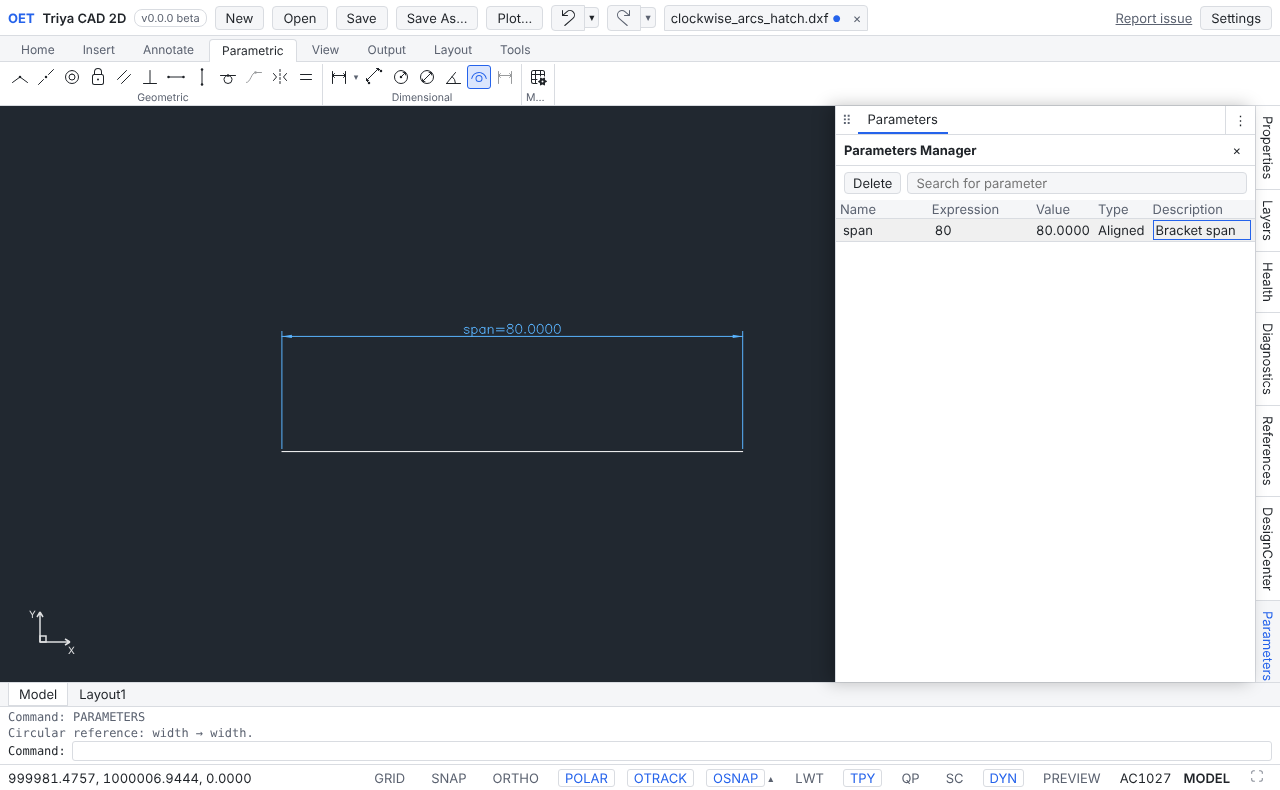 OET Triya CAD 2D v0.0.0 beta New Open Save Save As... Plot... clockwise_arcs_hatch.dxf × Report issue Settings
Home Insert Annotate Parametric View Output Layout Tools
Geometric Dimensional M...
Parameters
Parameters Manager ×
Delete Search for parameter
Name Expression Value Type Description
span 80 80.0000 Aligned Bracket span
span=80.0000
Y
X
Properties
Layers
Health
Diagnostics
References
DesignCenter
Parameters
Model Layout1
Command: PARAMETERS
Circular reference: width → width.
Command:
999981.4757, 1000006.9444, 0.0000 GRID SNAP ORTHO POLAR OTRACK OSNAP LWT TPY QP SC DYN PREVIEW AC1027 MODEL